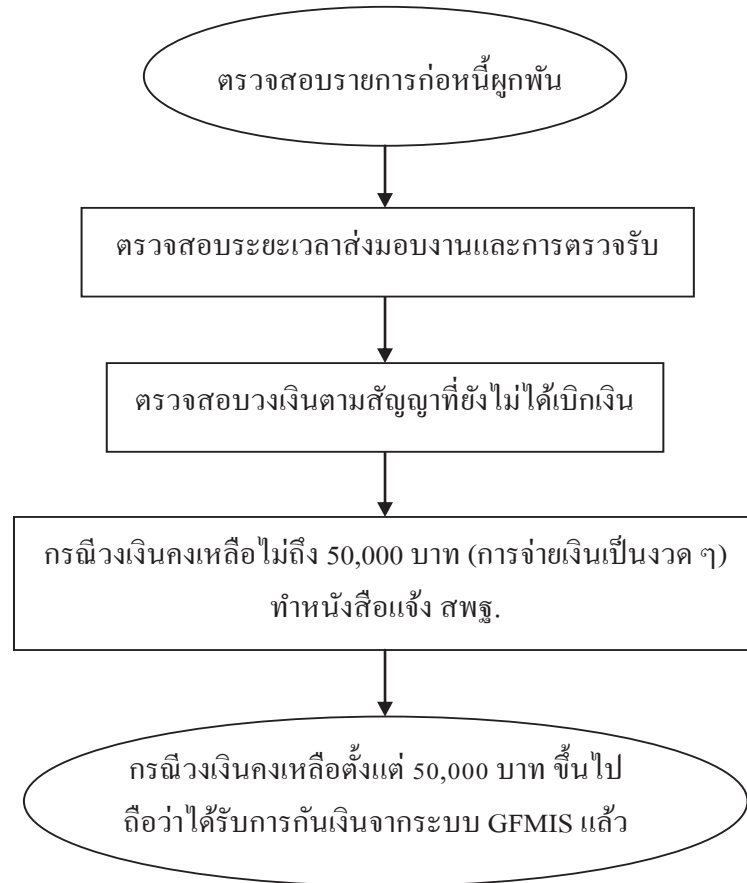 ตรวจสอบรายการก่อหนี้ผูกพัน
ตรวจสอบระยะเวลาส่งมอบงานและการตรวจรับ
ตรวจสอบวงเงินตามสัญญาที่ยังไม่ได้เบิกเงิน
กรณีวงเงินคงเหลือไม่ถึง 50,000 บาท (การจ่ายเงินเป็นงวด ๆ)
ทำหนังสือแจ้ง สพฐ.
กรณีวงเงินคงเหลือตั้งแต่ 50,000 บาท ขึ้นไป
ถือว่าได้รับการกันเงินจากระบบ GFMIS แล้ว